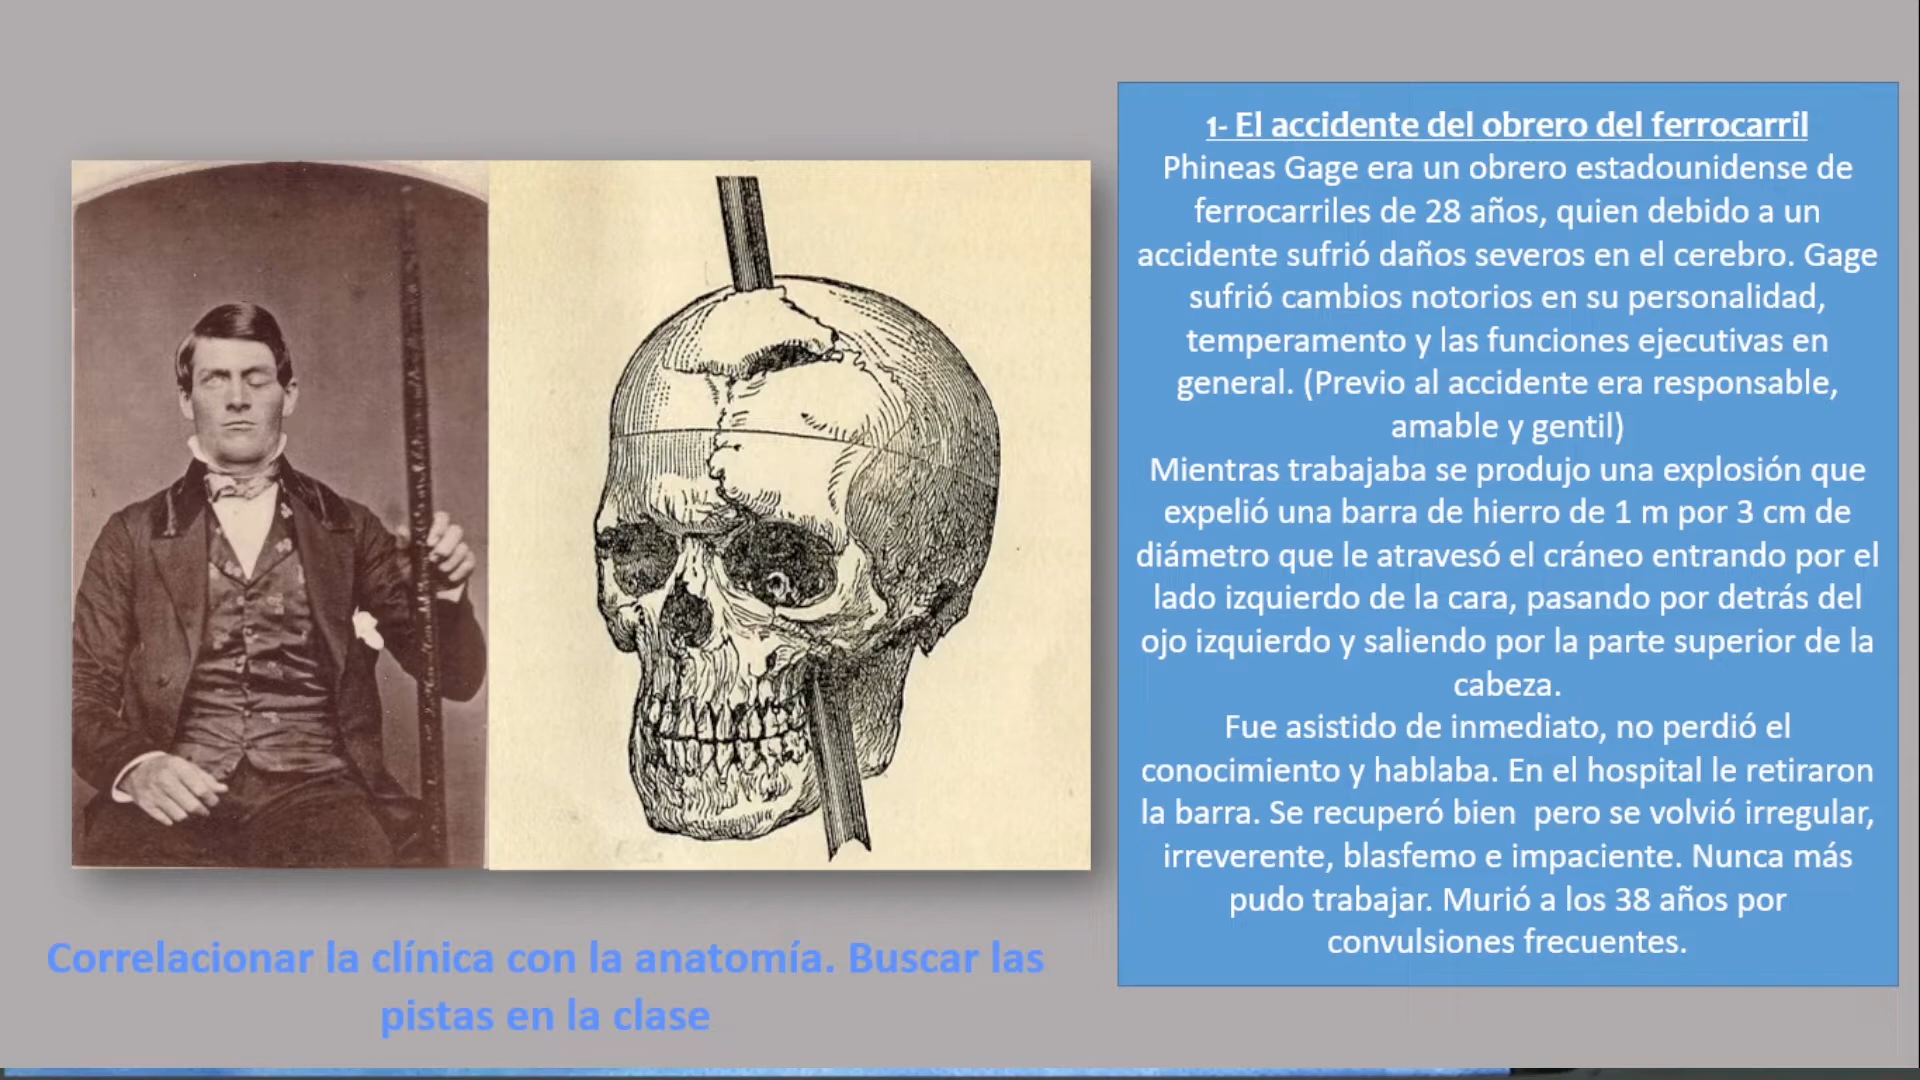 1- El accidente del obrero del ferrocarril
Phineas Gage era un obrero estadounidense de
ferrocarriles de 28 años, quien debido a un
accidente sufrió daños severos en el cerebro. Gage
sufrió cambios notorios en su personalidad,
temperamento y las funciones ejecutivas en
general. (Previo al accidente era responsable,
amable y gentil)
Mientras trabajaba se produjo una explosión que
expelió una barra de hierro de 1 m por 3 cm de
diámetro que le atravesó el cráneo entrando por el
lado izquierdo de la cara, pasando por detrás del
ojo izquierdo y saliendo por la parte superior de la
cabeza.
Fue asistido de inmediato, no perdió el
conocimiento y hablaba. En el hospital le retiraron
la barra. Se recuperó bien  pero se volvió irregular,
irreverente, blasfemo e impaciente. Nunca más
pudo trabajar. Murió a los 38 años por
convulsiones frecuentes.
Correlacionar la clínica con la anatomía. Buscar las
pistas en la clase